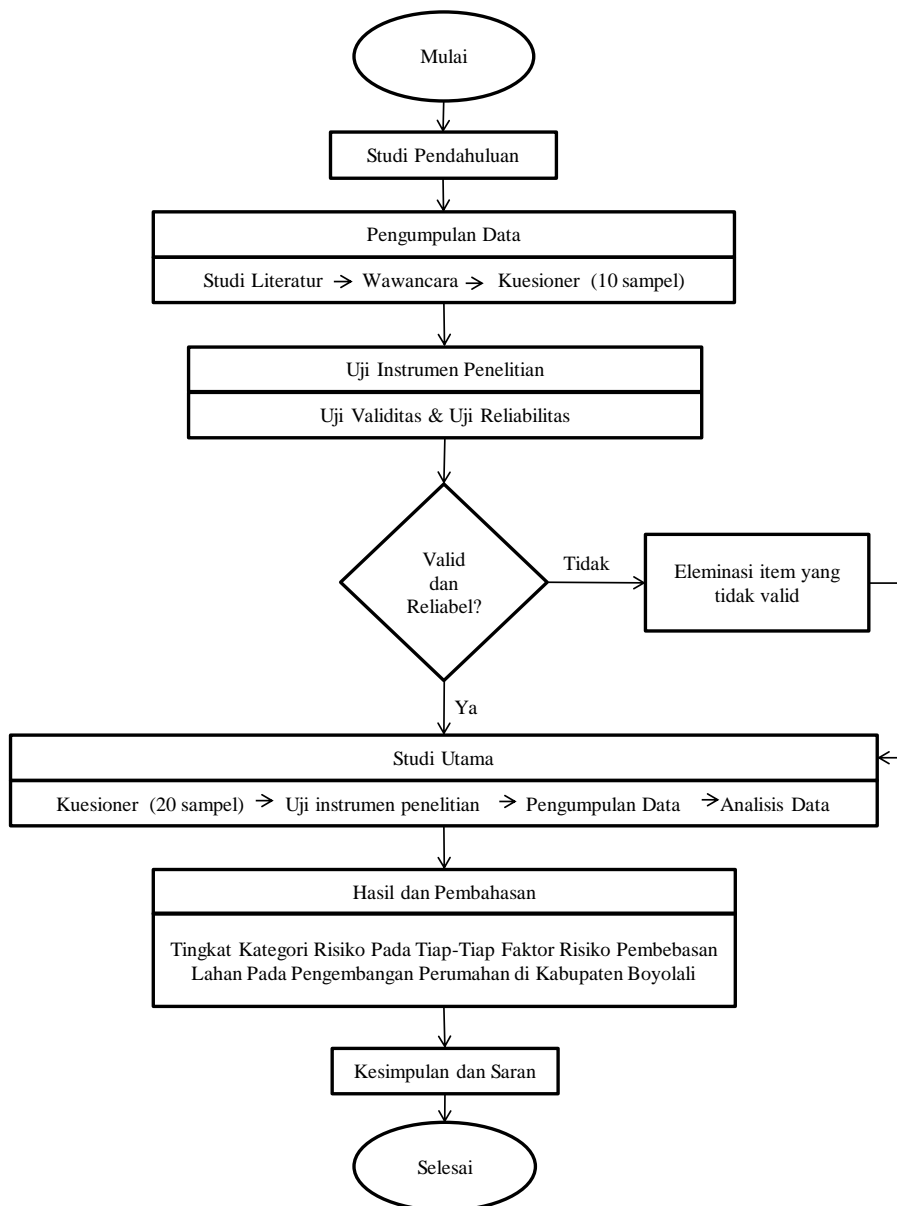 Mulai
Studi Pendahuluan
Pengumpulan Data
Studi Literatur → Wawancara → Kuesioner (10 sampel)
Uji Instrumen Penelitian
Uji Validitas & Uji Reliabilitas
Valid
dan
Reliabel?
Tidak
Eleminasi item yang
tidak valid
Ya
Studi Utama
Kuesioner (20 sampel) → Uji instrumen penelitian → Pengumpulan Data → Analisis Data
Hasil dan Pembahasan
Tingkat Kategori Risiko Pada Tiap-Tiap Faktor Risiko Pembebasan
Lahan Pada Pengembangan Perumahan di Kabupaten Boyolali
Kesimpulan dan Saran
Selesai